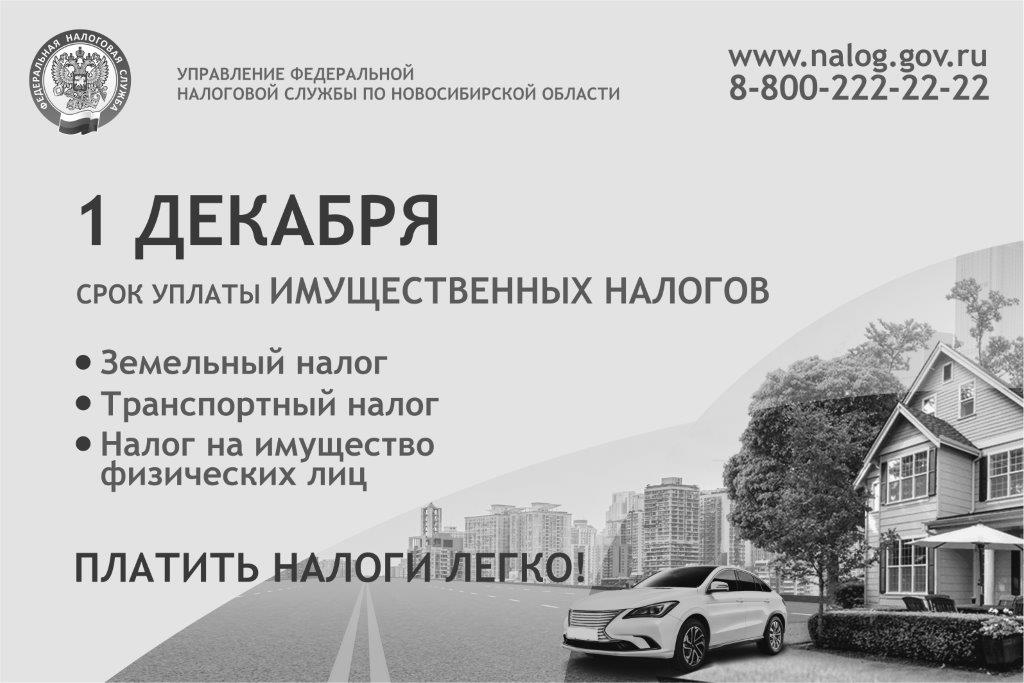 ФЕДЕРАЛЬНАЯ НАЛОГОВАЯ СЛУЖБА
УПРАВЛЕНИЕ ФЕДЕРАЛЬНОЙ
НАЛОГОВОЙ СЛУЖБЫ ПО НОВОСИБИРСКОЙ ОБЛАСТИ
www.nalog.gov.ru
8-800-222-22-22
1 ДЕКАБРЯ
СРОК УПЛАТЫ ИМУЩЕСТВЕННЫХ НАЛОГОВ
• Земельный налог
• Транспортный налог
• Налог на имущество
физических лиц
ПЛАТИТЬ НАЛОГИ ЛЕГКО!